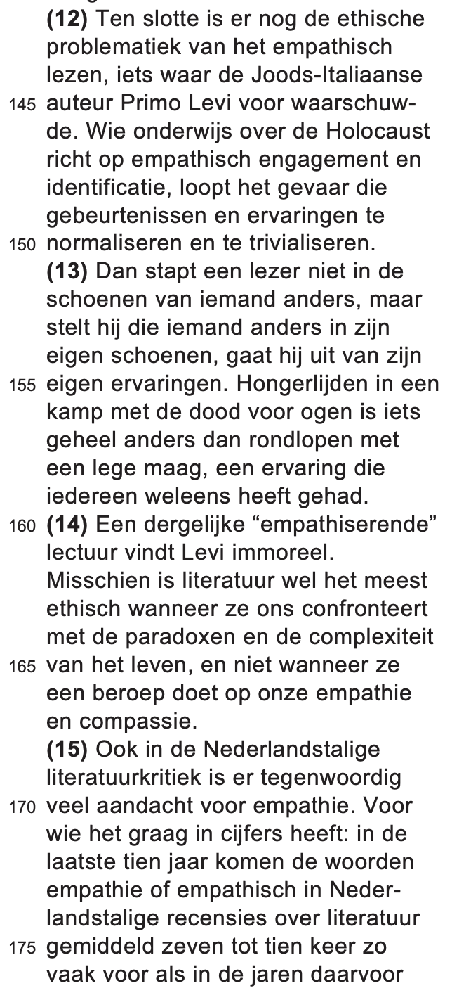 (12) Ten slotte is er nog de ethische
problematiek van het empathisch
lezen, iets waar de Joods-Italiaanse
145 auteur Primo Levi voor waarschuw-
de. Wie onderwijs over de Holocaust
richt op empathisch engagement en
identificatie, loopt het gevaar die
gebeurtenissen en ervaringen te
150 normaliseren en te trivialiseren.
(13) Dan stapt een lezer niet in de
schoenen van iemand anders, maar
stelt hij die iemand anders in zijn
eigen schoenen, gaat hij uit van zijn
155 eigen ervaringen. Hongerlijden in een
kamp met de dood voor ogen is iets
geheel anders dan rondlopen met
een lege maag, een ervaring die
iedereen weleens heeft gehad.
160 (14) Een dergelijke “empathiserende”
lectuur vindt Levi immoreel.
Misschien is literatuur wel het meest
ethisch wanneer ze ons confronteert
met de paradoxen en de complexiteit
165 van het leven, en niet wanneer ze
een beroep doet op onze empathie
en compassie.
(15) Ook in de Nederlandstalige
literatuurkritiek is er tegenwoordig
170 veel aandacht voor empathie. Voor
wie het graag in cijfers heeft: in de
laatste tien jaar komen de woorden
empathie of empathisch in Neder-
landstalige recensies over literatuur
175 gemiddeld zeven tot tien keer zo
vaak voor als in de jaren daarvoor